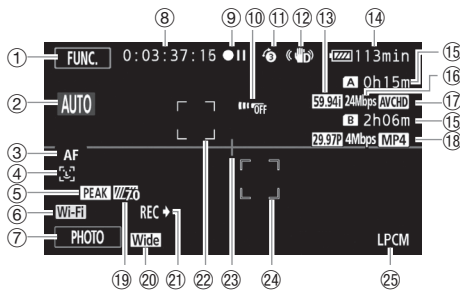 ⑧ ⑨ ⑩ ⑪ ⑫ ⑬ ⑭
① FUNC. 0:03:37:16 ●II 3 D 113min
A 0h15m ⑮
⑯
② AUTO OFF 59.94i 24Mbps AVCHD ⑰
B 2h06m ⑮
29.97P 4Mbps MP4 ⑱
③ AF
④
⑤ PEAK 70
⑥ Wi-Fi REC
⑦ PHOTO Wide LPCM
⑲ ⑳ ㉑ ㉒ ㉓ ㉔ ㉕